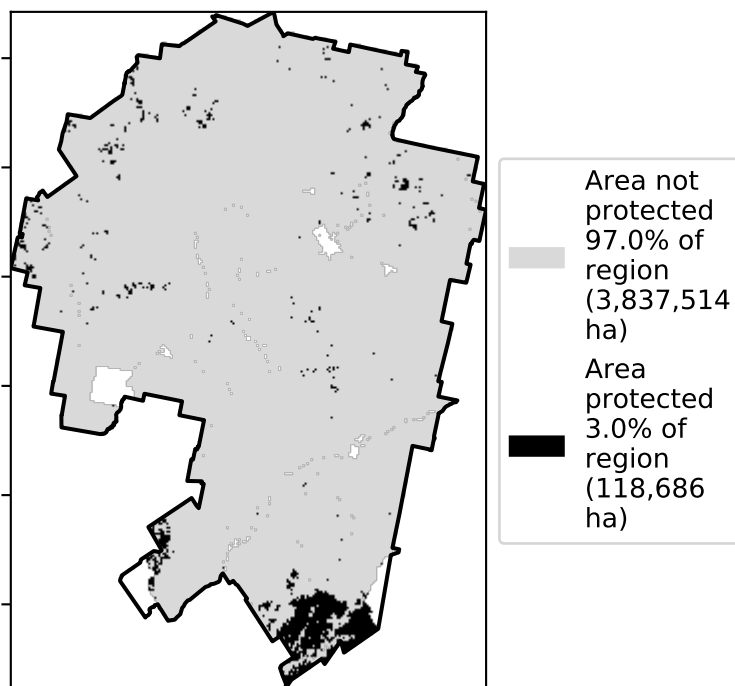 Area not
protected
97.0% of
region
(3,837,514
ha)
Area
protected
3.0% of
region
(118,686
ha)